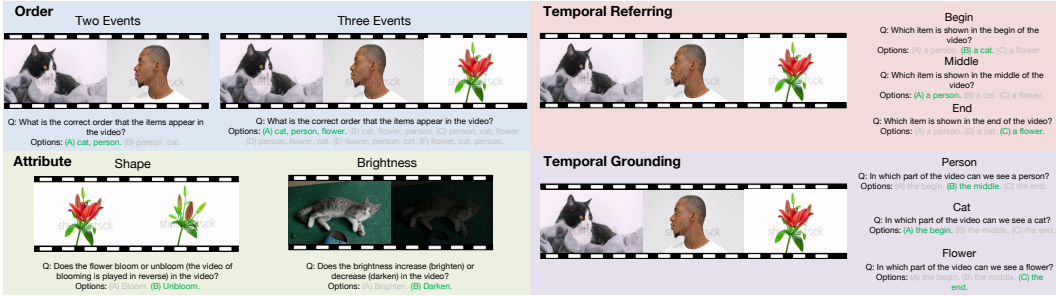 Order
Two Events
Three Events
Q: What is the correct order that the items appear in
the video?
Options: (A) cat, person. (B) person, cat.
Q: What is the correct order that the items appear in the video?
Options: (A) cat, person, flower. (B) cat, flower, person. (C) person, cat, flower.
(D) person, flower, cat. (E) flower, person, cat. (F) flower, cat, person.
Temporal Referring
Begin
Q: Which item is shown in the begin of the
video?
Options: (A) a person. (B) a cat. (C) a flower.
Middle
Q: Which item is shown in the middle of the
video?
Options: (A) a person. (B) a cat. (C) a flower.
End
Q: Which item is shown in the end of the video?
Options: (A) a person. (B) a cat. (C) a flower.
Attribute
Shape
Brightness
Q: Does the flower bloom or unbloom (the video of
blooming is played in reverse) in the video?
Options: (A) Bloom. (B) Unbloom.
Q: Does the brightness increase (brighten) or
decrease (darken) in the video?
Options: (A) Brighten. (B) Darken.
Temporal Grounding
Person
Q: In which part of the video can we see a person?
Options: (A) the begin. (B) the middle. (C) the end.
Cat
Q: In which part of the video can we see a cat?
Options: (A) the begin. (B) the middle. (C) the end.
Flower
Q: In which part of the video can we see a flower?
Options: (A) the begin. (B) the middle. (C) the
end.